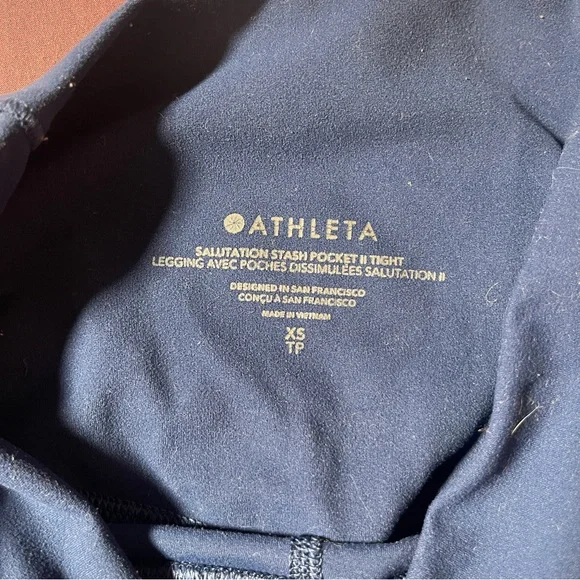 ATHLETA
SALUTATION STASH POCKET II TIGHT
LEGGING AVEC POCHES DISSIMULÉES SALUTATION II
DESIGNED IN SAN FRANCISCO
CONÇU À SAN FRANCISCO
MADE IN VIETNAM
XS
TP